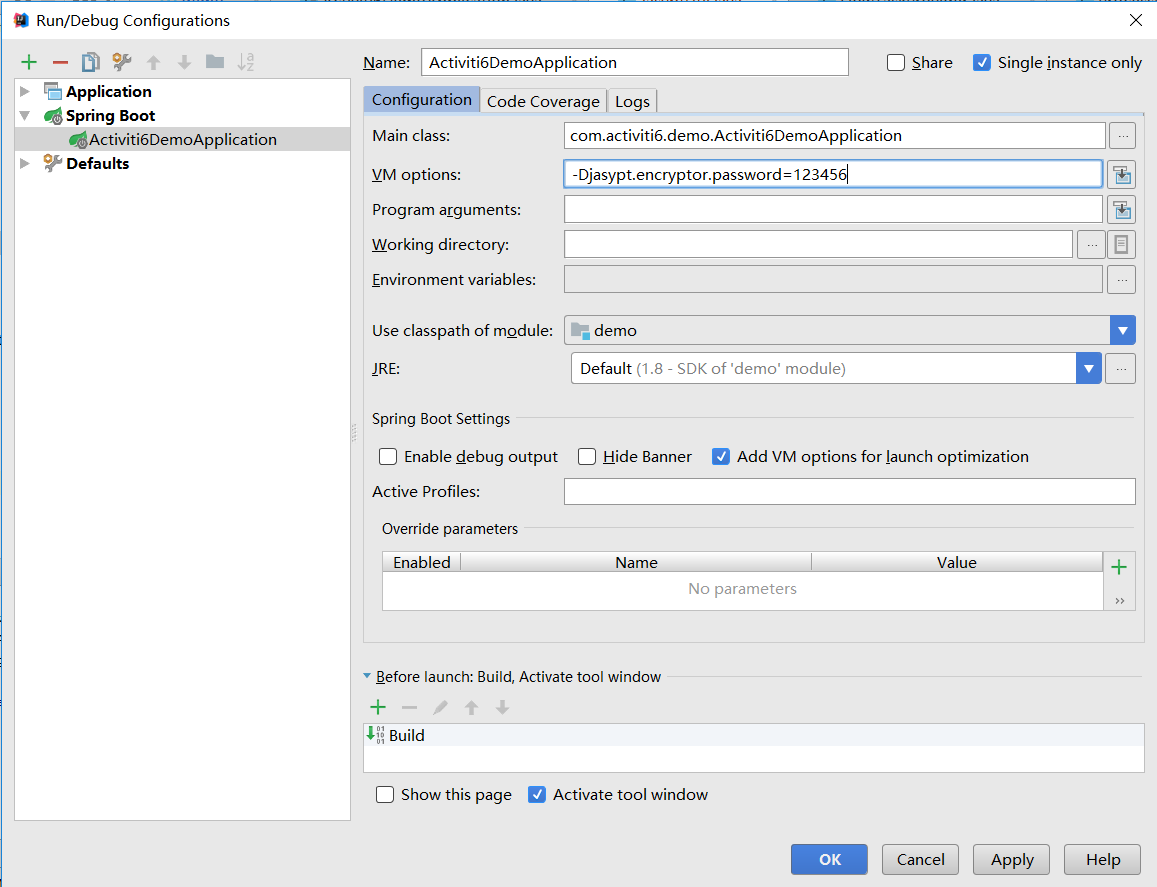 Run/Debug Configurations
Application
Spring Boot
Activiti6DemoApplication
Defaults
Name: Activiti6DemoApplication Share Single instance only
Configuration Code Coverage Logs
Main class: com.activiti6.demo.Activiti6DemoApplication ...
VM options: -Djasypt.encryptor.password=123456
Program arguments:
Working directory: ...
Environment variables: ...
Use classpath of module: demo
JRE: Default (1.8 - SDK of 'demo' module) ...
Spring Boot Settings
Enable debug output Hide Banner Add VM options for launch optimization
Active Profiles:
Override parameters
Enabled Name Value
No parameters
Before launch: Build, Activate tool window
Build
Show this page Activate tool window
OK Cancel Apply Help